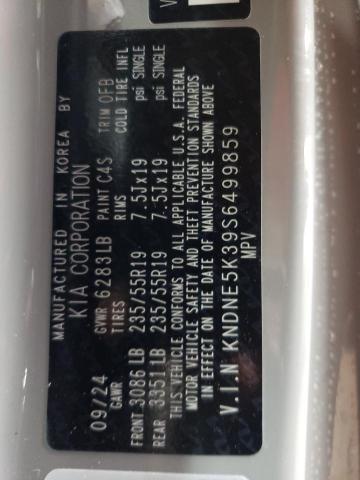 MANUFACTURED IN KOREA BY
KIA CORPORATION
09/24 GVWR 6283LB PAINT C4S TRIM OFB
GAWR TIRES RIMS COLD TIRE INFL
FRONT 3086 LB 235/55R19 7.5Jx19 psi SINGLE
REAR 3351 LB 235/55R19 7.5Jx19 psi SINGLE
THIS VEHICLE CONFORMS TO ALL APPLICABLE U.S.A. FEDERAL
MOTOR VEHICLE SAFETY AND THEFT PREVENTION STANDARDS
IN EFFECT ON THE DATE OF MANUFACTURE SHOWN ABOVE
V.I.N KNDNE5K39S6499859
MPV